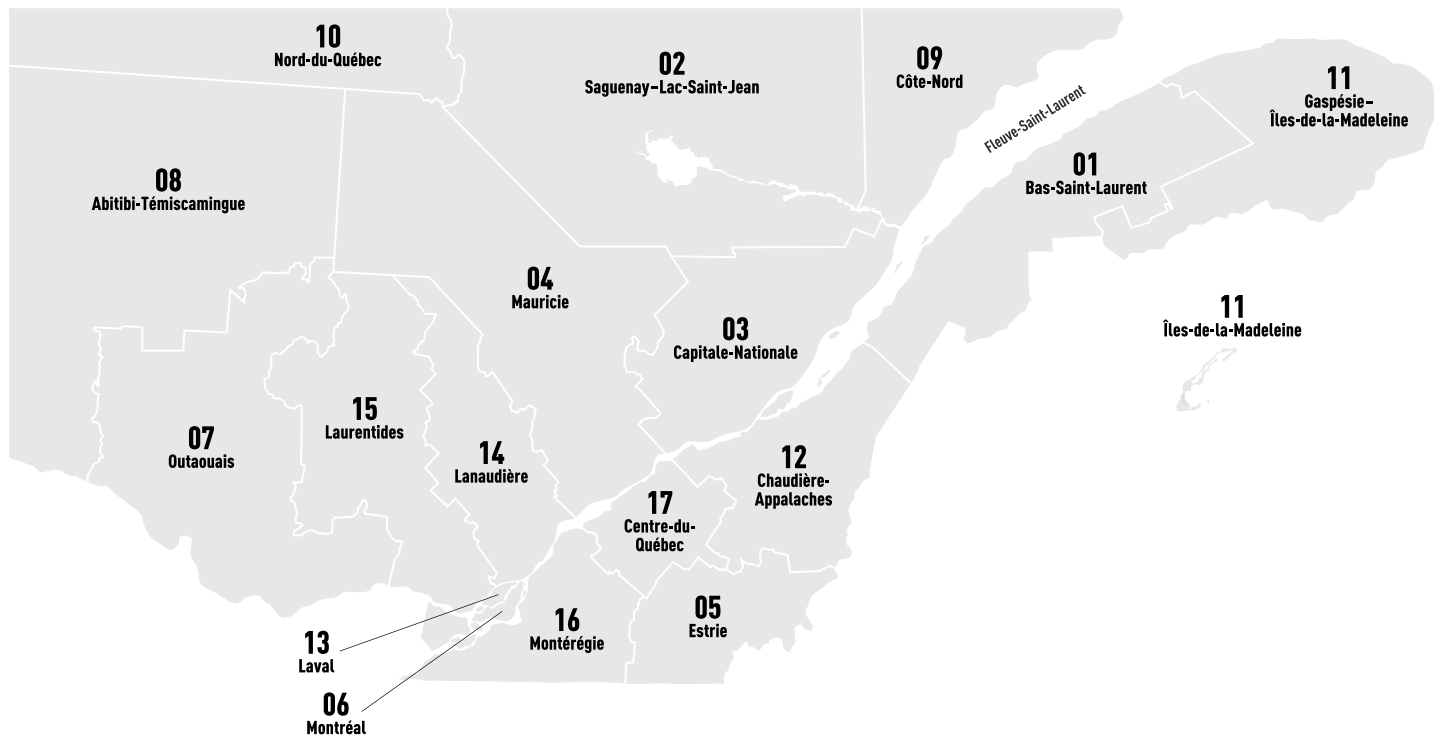 10
Nord-du-Québec
02
Saguenay–Lac-Saint-Jean
09
Côte-Nord
11
Gaspésie–
Îles-de-la-Madeleine
Fleuve-Saint-Laurent
08
Abitibi-Témiscamingue
01
Bas-Saint-Laurent
04
Mauricie
11
Îles-de-la-Madeleine
03
Capitale-Nationale
15
Laurentides
07
Outaouais
14
Lanaudière
12
Chaudière-
Appalaches
17
Centre-du-
Québec
05
Estrie
16
Montérégie
13
Laval
06
Montréal